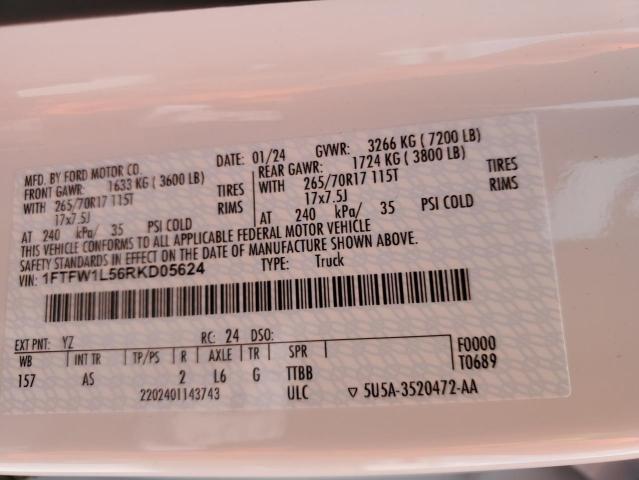 MFD. BY FORD MOTOR CO. DATE: 01/24 GVWR: 3266 KG ( 7200 LB)
FRONT GAWR: 1633 KG ( 3600 LB) REAR GAWR: 1724 KG ( 3800 LB)
WITH 265/70R17 115T TIRES WITH 265/70R17 115T TIRES
17x7.5J RIMS 17x7.5J RIMS
AT 240 kPa/ 35 PSI COLD AT 240 kPa/ 35 PSI COLD
THIS VEHICLE CONFORMS TO ALL APPLICABLE FEDERAL MOTOR VEHICLE
SAFETY STANDARDS IN EFFECT ON THE DATE OF MANUFACTURE SHOWN ABOVE.
VIN: 1FTFW1L56RKD05624 TYPE: Truck
EXT PNT: YZ RC: 24 DSO: F0000
WB INT TR TP/PS R AXLE TR SPR T0689
157 AS 2 L6 G TTBB
2202401143743 ULC ▽ 5U5A-3520472-AA